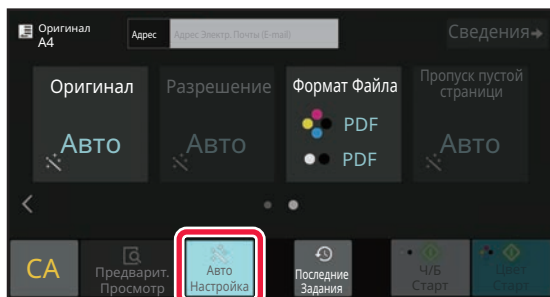 Оригинал
A4
Адрес
Адрес Электр. Почты (E-mail)
Сведения
Оригинал
Авто
Разрешение
Авто
Формат Файла
PDF
PDF
Пропуск пустой
страници
Авто
CA
Предварит.
Просмотр
Авто
Настройка
Последние
Задания
Ч/Б
Старт
Цвет
Старт